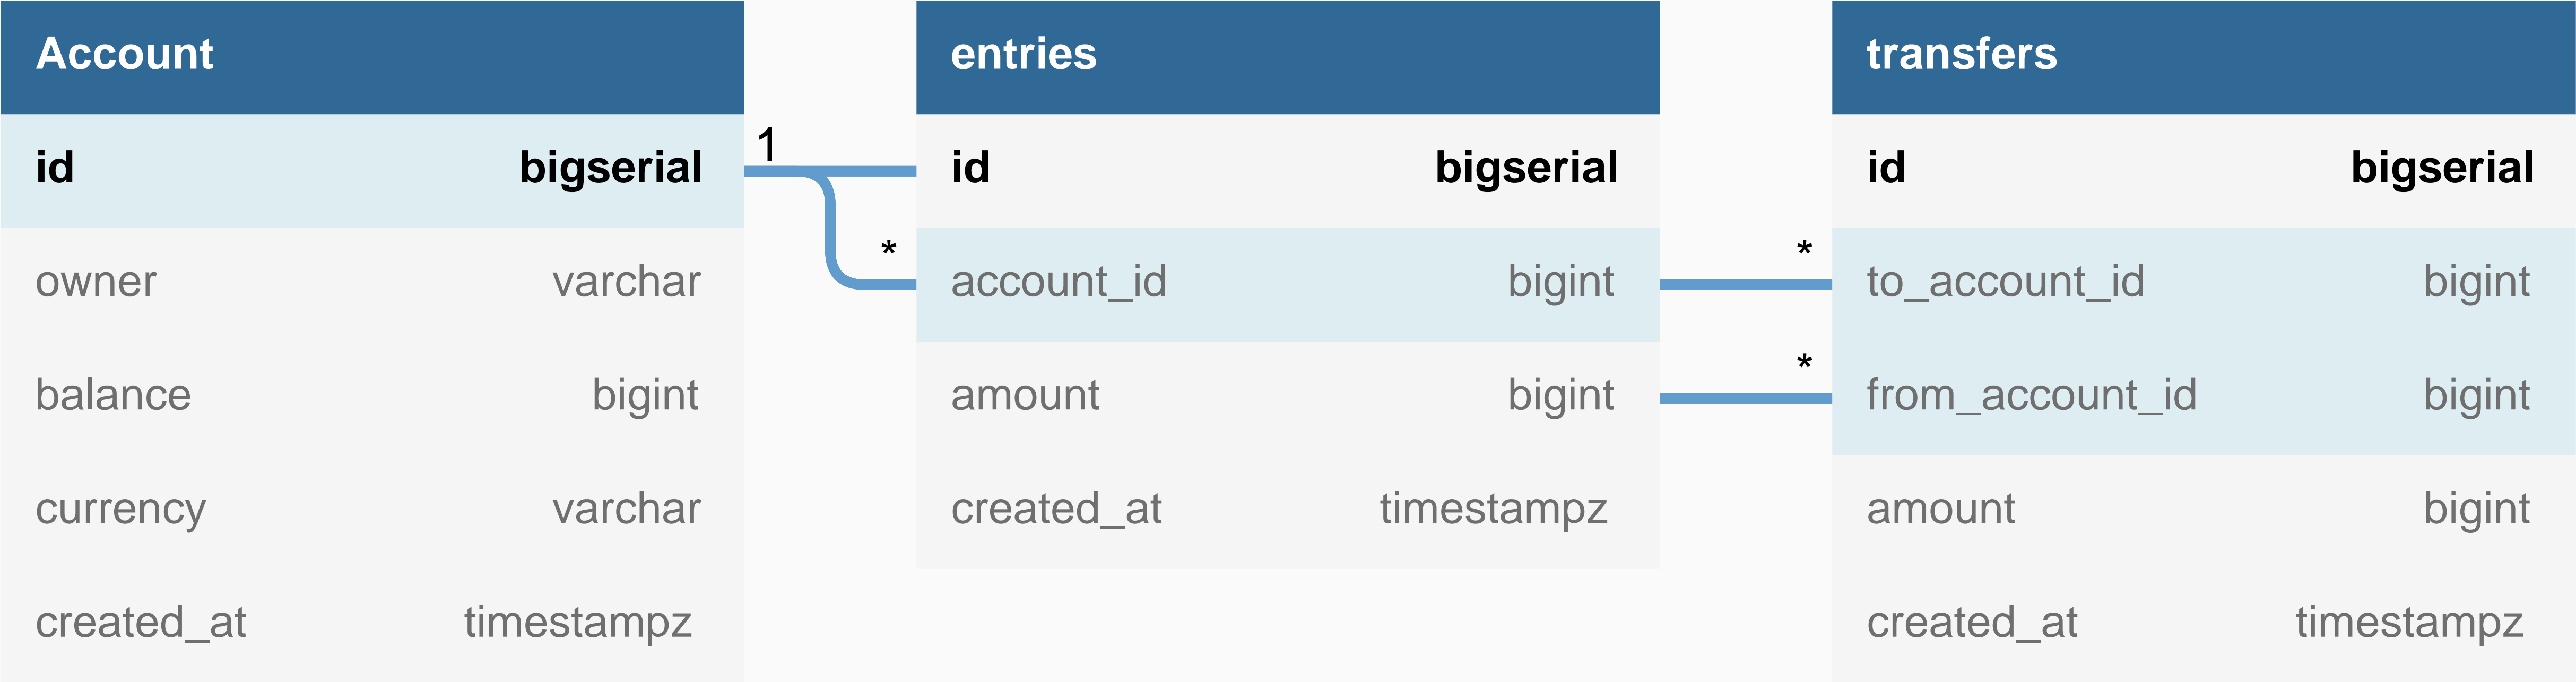 Account
id bigserial
owner varchar
balance bigint
currency varchar
created_at timestampz
1
*
entries
id bigserial
account_id bigint
amount bigint
created_at timestampz
*
*
transfers
id bigserial
to_account_id bigint
from_account_id bigint
amount bigint
created_at timestampz